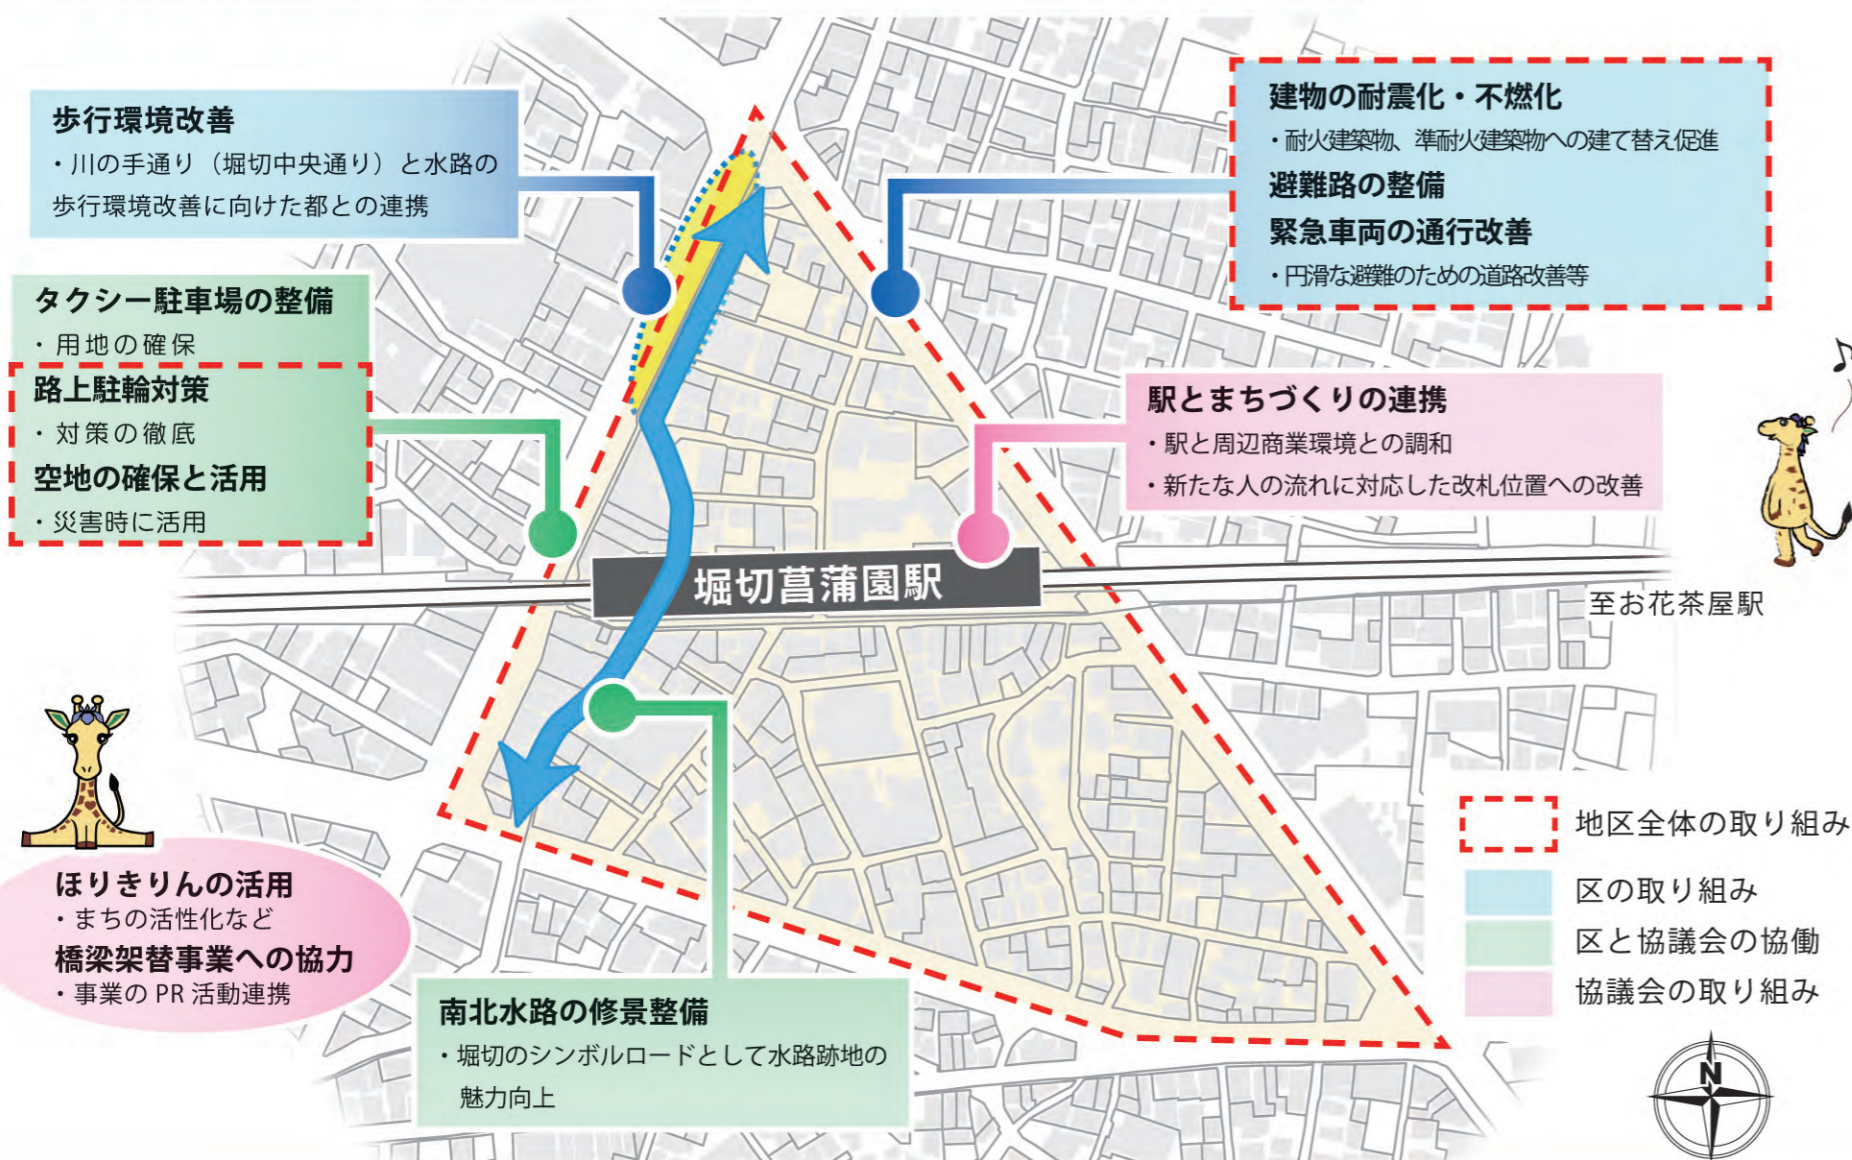 歩行環境改善
・川の手通り（堀切中央通り）と水路の
歩行環境改善に向けた都との連携
建物の耐震化・不燃化
・耐火建築物、準耐火建築物への建て替え促進
避難路の整備
緊急車両の通行改善
・円滑な避難のための道路改善等
タクシー駐車場の整備
・用地の確保
路上駐輪対策
・対策の徹底
空地の確保と活用
・災害時に活用
駅とまちづくりの連携
・駅と周辺商業環境との調和
・新たな人の流れに対応した改札位置への改善
堀切菖蒲園駅
至お花茶屋駅
ほりきりんの活用
・まちの活性化など
橋梁架替事業への協力
・事業の PR 活動連携
南北水路の修景整備
・堀切のシンボルロードとして水路跡地の
魅力向上
地区全体の取り組み
区の取り組み
区と協議会の協働
協議会の取り組み
N